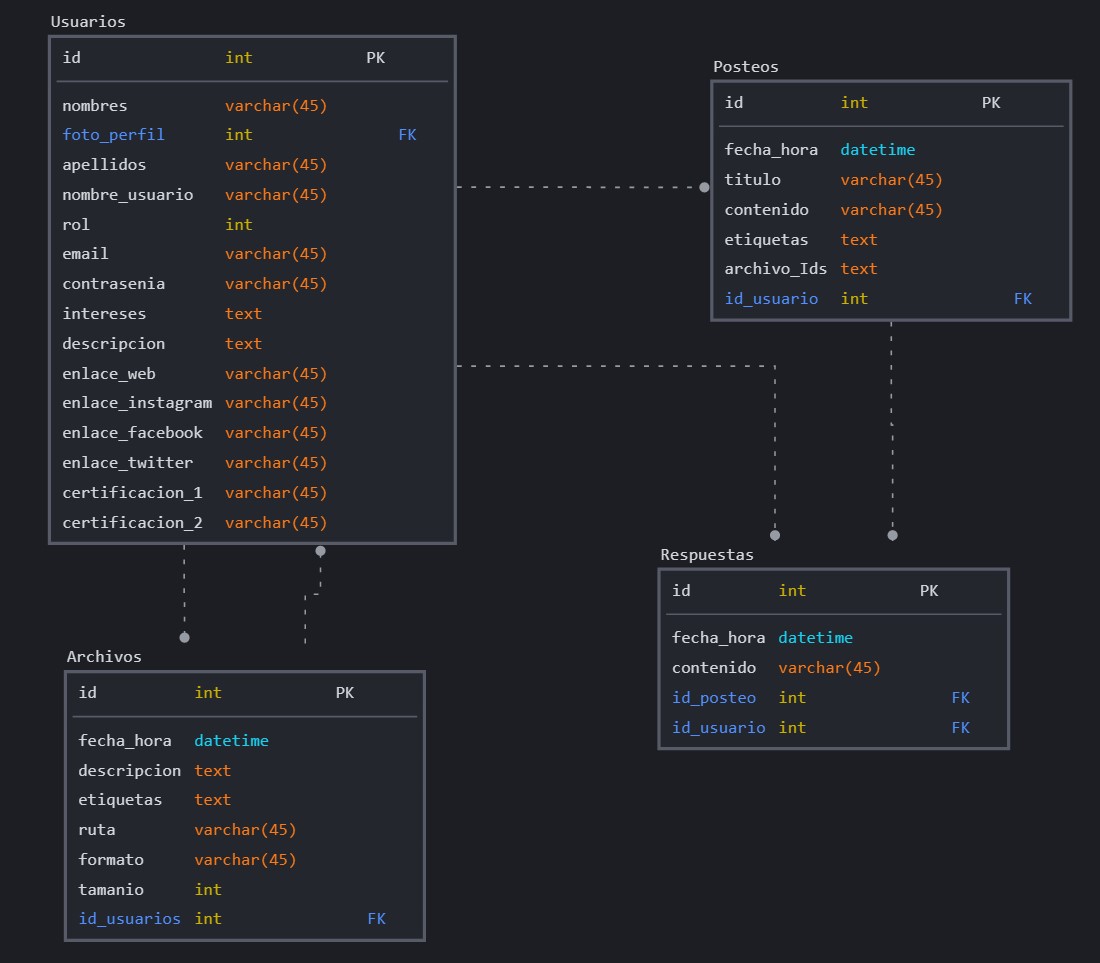 Usuarios
id int PK
nombres varchar(45)
foto_perfil int FK
apellidos varchar(45)
nombre_usuario varchar(45)
rol int
email varchar(45)
contrasenia varchar(45)
intereses text
descripcion text
enlace_web varchar(45)
enlace_instagram varchar(45)
enlace_facebook varchar(45)
enlace_twitter varchar(45)
certificacion_1 varchar(45)
certificacion_2 varchar(45)
Posteos
id int PK
fecha_hora datetime
titulo varchar(45)
contenido varchar(45)
etiquetas text
archivo_Ids text
id_usuario int FK
Respuestas
id int PK
fecha_hora datetime
contenido varchar(45)
id_posteo int FK
id_usuario int FK
Archivos
id int PK
fecha_hora datetime
descripcion text
etiquetas text
ruta varchar(45)
formato varchar(45)
tamanio int
id_usuarios int FK